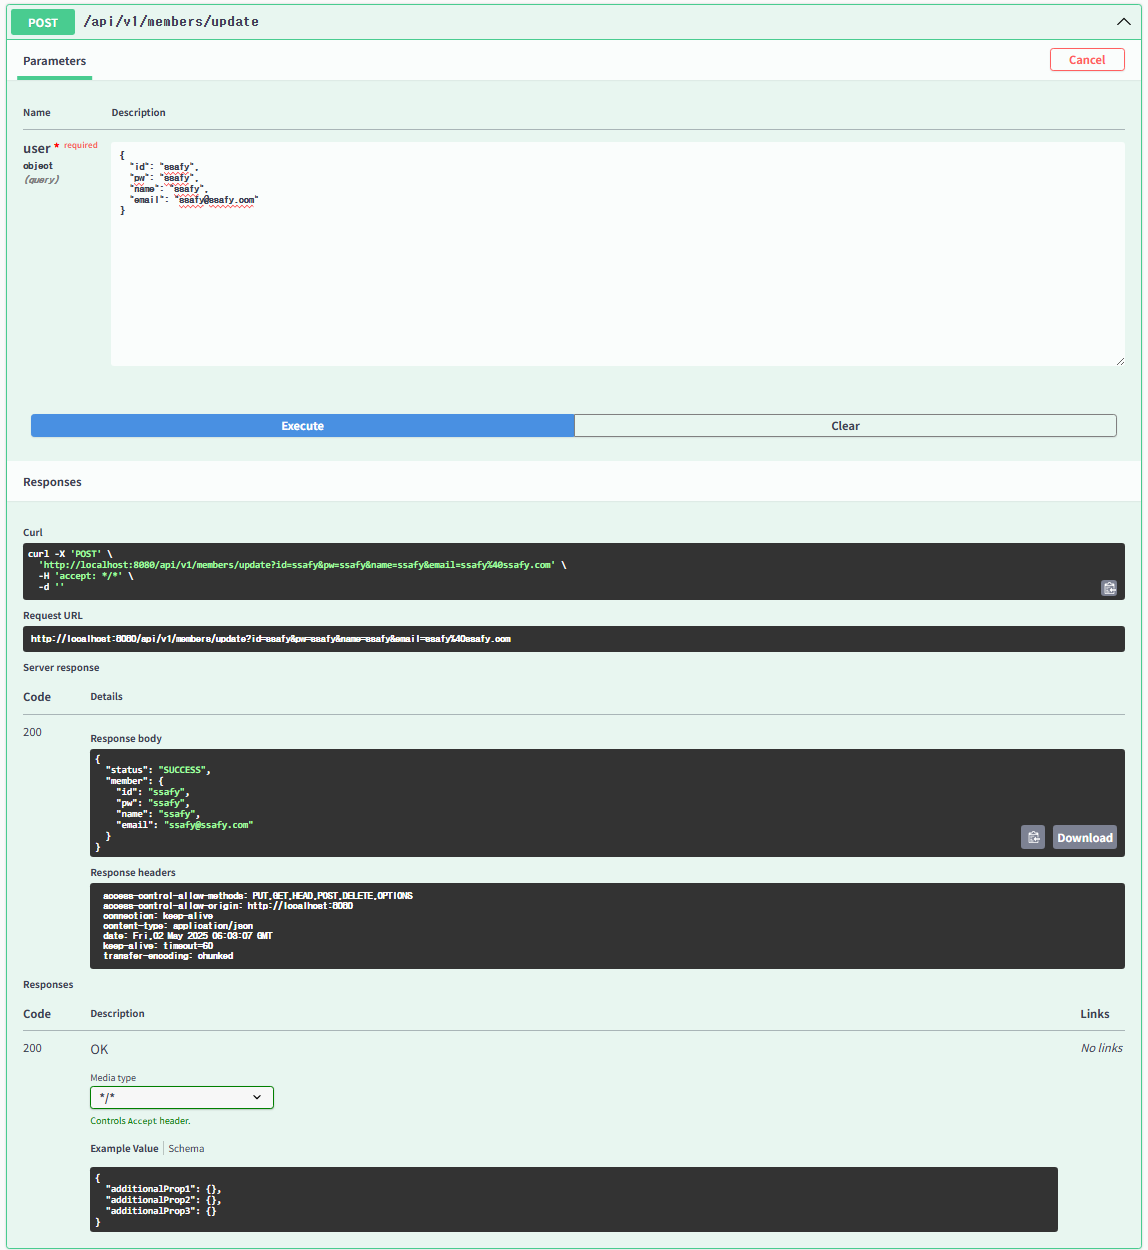 POST /api/v1/members/update
Parameters
Cancel
Name Description
user * required
object
(query)
{
"id": "ssafy",
"pw": "ssafy",
"name": "ssafy",
"email": "ssafy@ssafy.com"
}
Execute
Clear
Responses
Curl
curl -X 'POST' \
'http://localhost:8080/api/v1/members/update?id=ssafy&pw=ssafy&name=ssafy&email=ssafy%40ssafy.com' \
-H 'accept: */*' \
-d ''
Request URL
http://localhost:8080/api/v1/members/update?id=ssafy&pw=ssafy&name=ssafy&email=ssafy%40ssafy.com
Server response
Code Details
200
Response body
{
"status": "SUCCESS",
"member": {
"id": "ssafy",
"pw": "ssafy",
"name": "ssafy",
"email": "ssafy@ssafy.com"
}
}
Download
Response headers
access-control-allow-methods: PUT,GET,HEAD,POST,DELETE,OPTIONS
access-control-allow-origin: http://localhost:8080
connection: keep-alive
content-type: application/json
date: Fri,02 May 2025 06:03:07 GMT
keep-alive: timeout=60
transfer-encoding: chunked
Responses
Code Description Links
200 OK No links
Media type
*/*
Controls Accept header.
Example Value Schema
{
"additionalProp1": {},
"additionalProp2": {},
"additionalProp3": {}
}